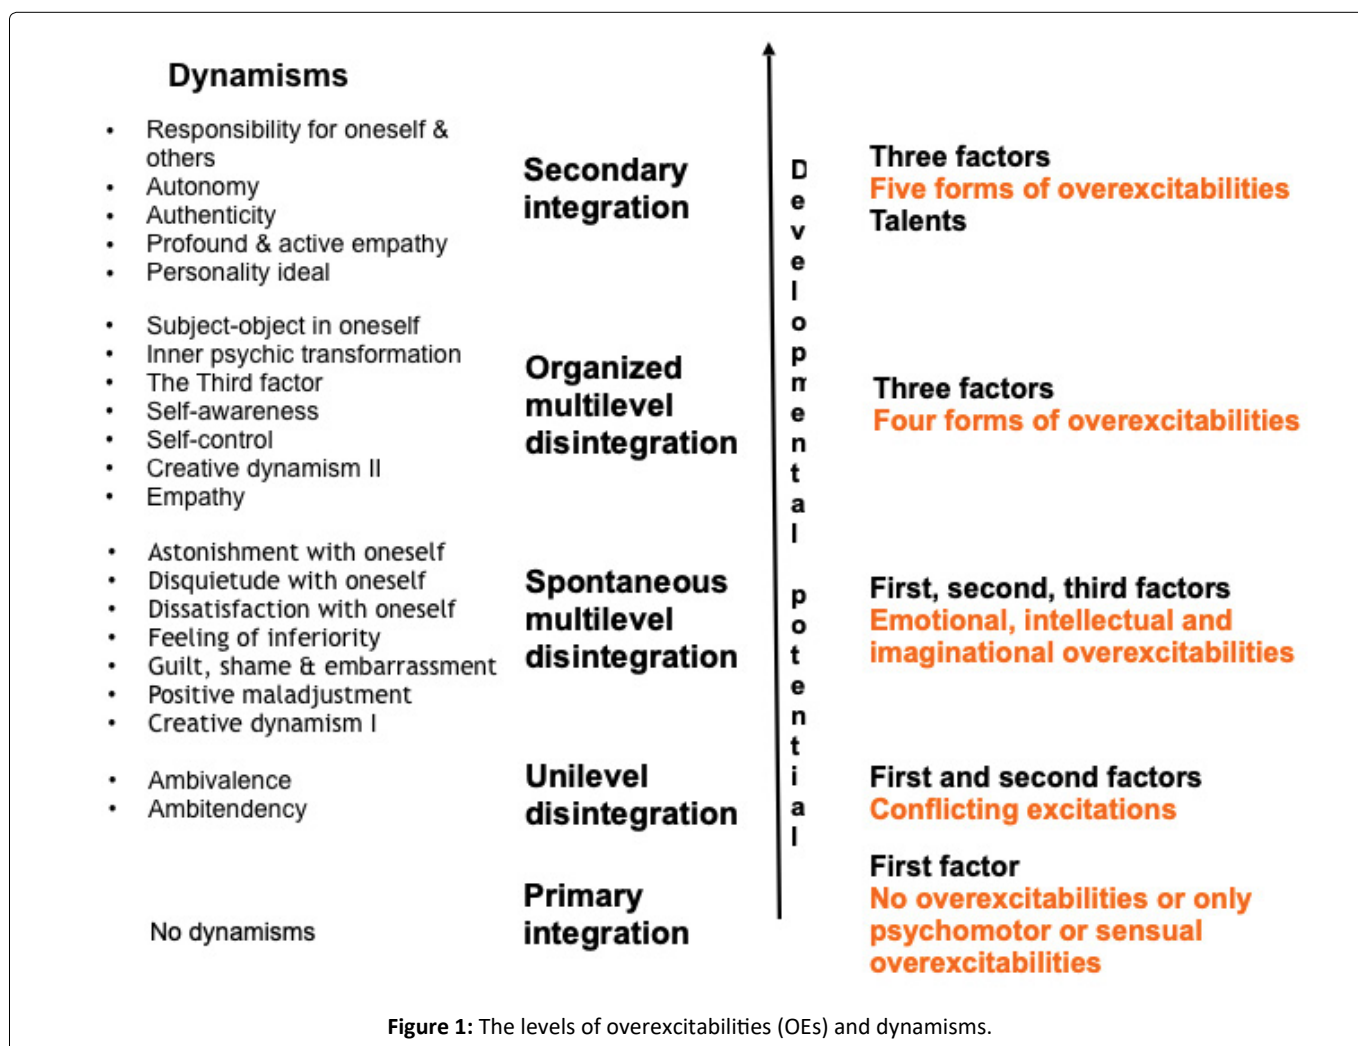 Dynamisms
• Responsibility for oneself &
others
• Autonomy
• Authenticity
• Profound & active empathy
• Personality ideal
Secondary
integration
Three factors
Five forms of overexcitabilities
Talents
• Subject-object in oneself
• Inner psychic transformation
• The Third factor
• Self-awareness
• Self-control
• Creative dynamism II
• Empathy
Organized
multilevel
disintegration
Three factors
Four forms of overexcitabilities
• Astonishment with oneself
• Disquietude with oneself
• Dissatisfaction with oneself
• Feeling of inferiority
• Guilt, shame & embarrassment
• Positive maladjustment
• Creative dynamism I
Spontaneous
multilevel
disintegration
First, second, third factors
Emotional, intellectual and
imaginational overexcitabilities
• Ambivalence
• Ambitendency
Unilevel
disintegration
First and second factors
Conflicting excitations
No dynamisms
Primary
integration
First factor
No overexcitabilities or only
psychomotor or sensual
overexcitabilities
Developmental potential
Figure 1: The levels of overexcitabilities (OEs) and dynamisms.